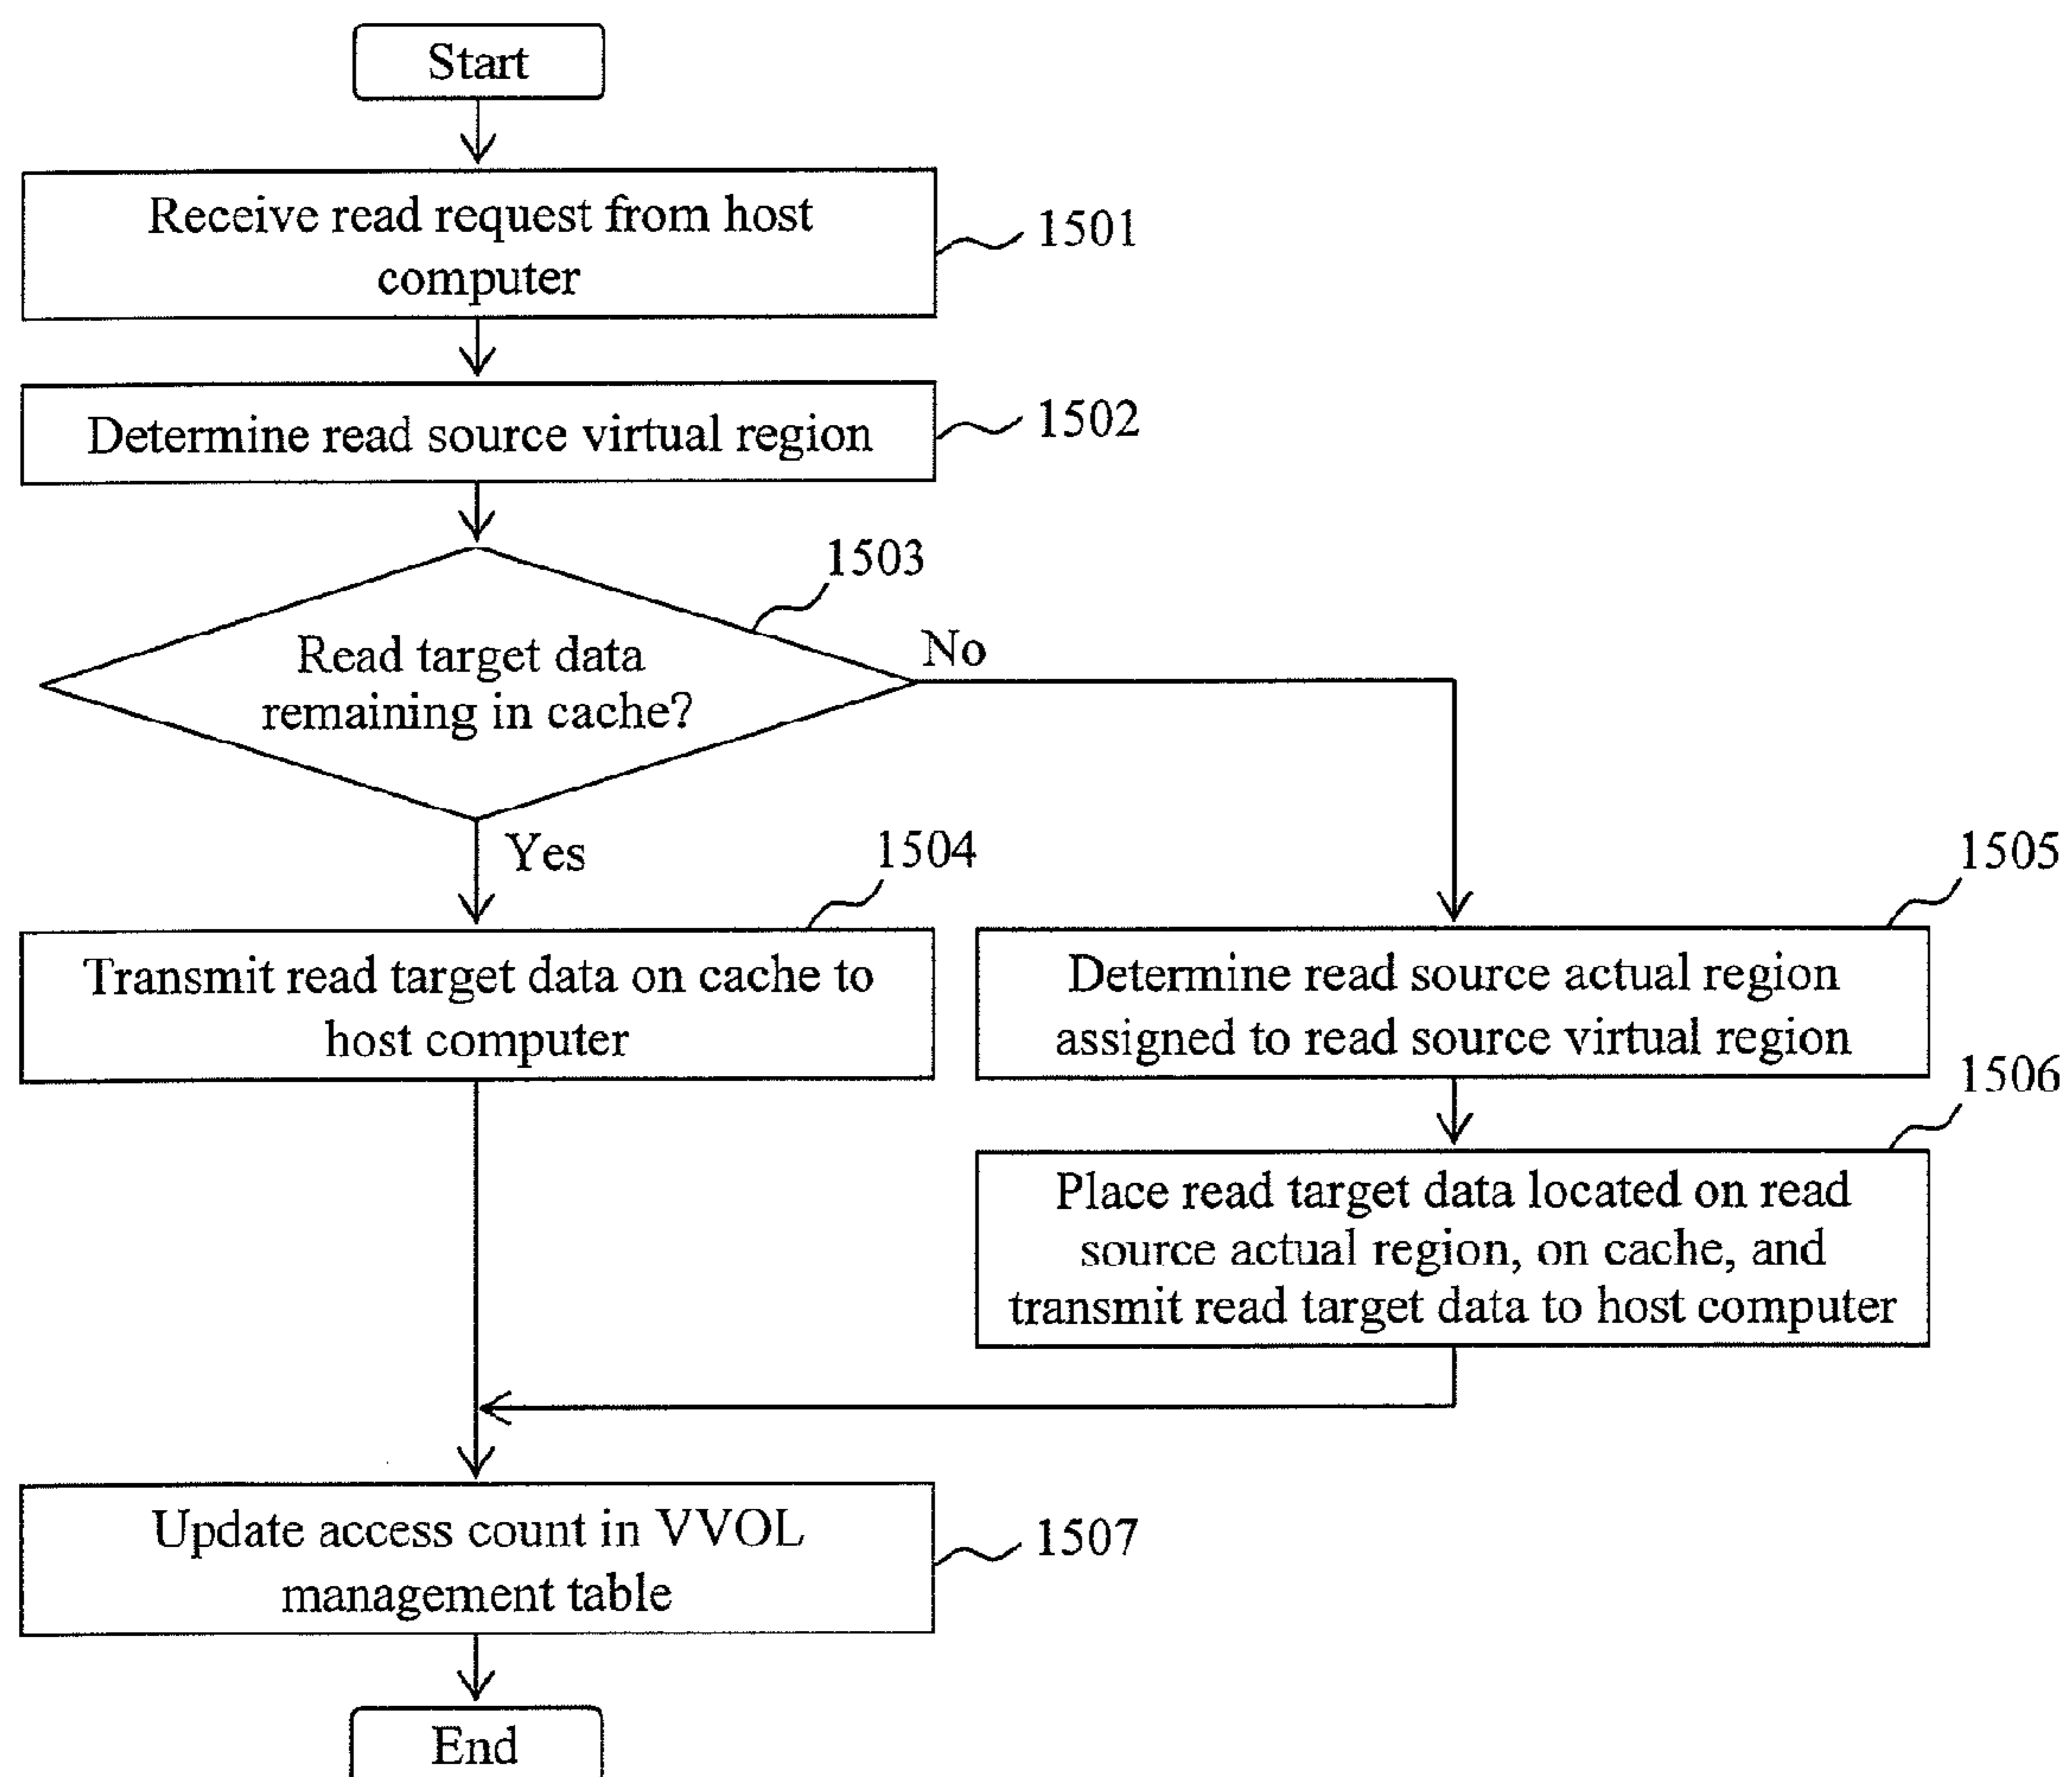 Start
Receive read request from host
computer
1501
Determine read source virtual region
1502
1503
Read target data
remaining in cache?
No
Yes
1504
Transmit read target data on cache to
host computer
1505
Determine read source actual region
assigned to read source virtual region
1506
Place read target data located on read
source actual region, on cache, and
transmit read target data to host computer
Update access count in VVOL
management table
1507
End